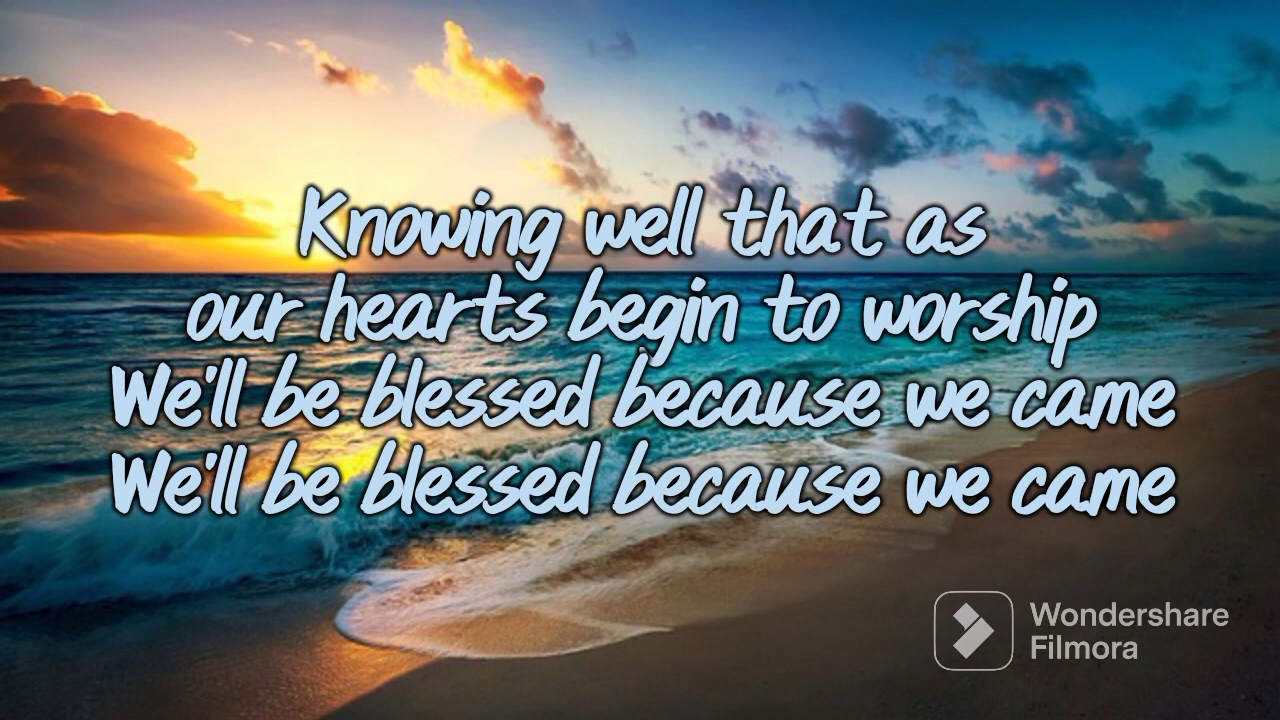 Knowing well that as
our hearts begin to worship
We'll be blessed because we came
We'll be blessed because we came
Wondershare
Filmora